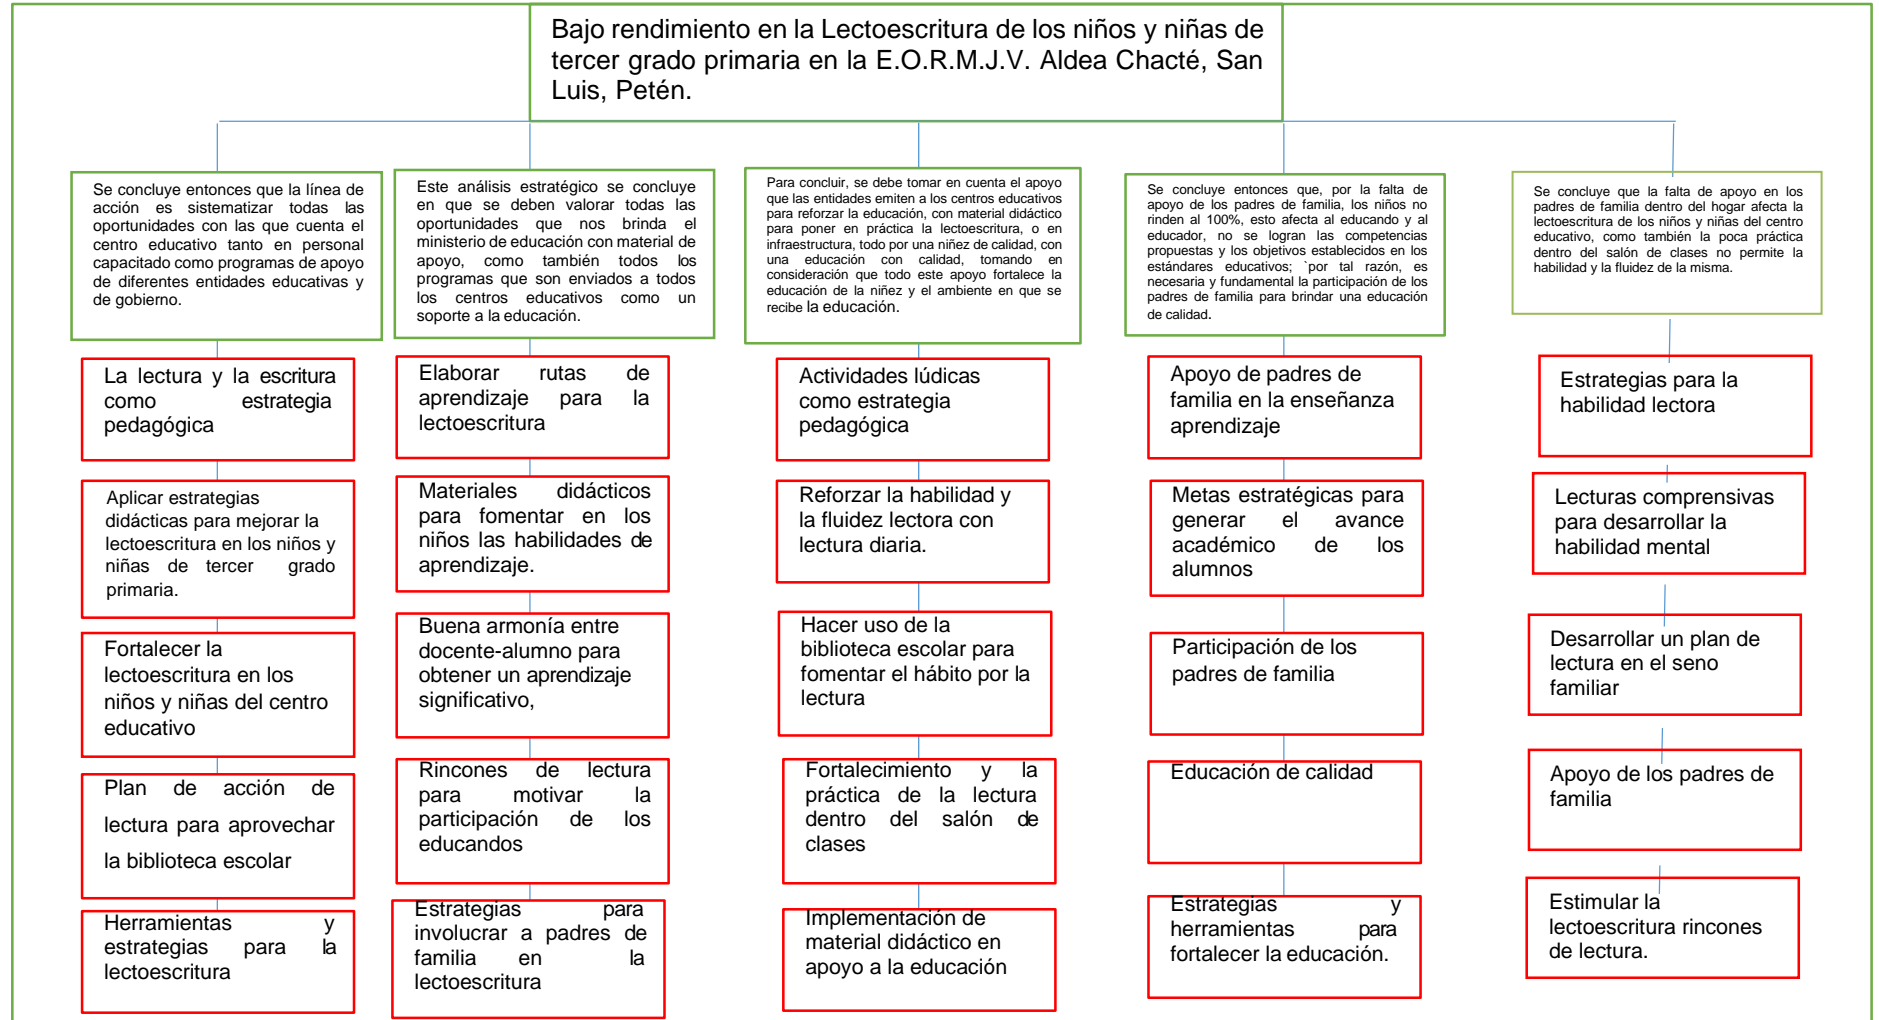 Bajo rendimiento en la Lectoescritura de los niños y niñas de
tercer grado primaria en la E.O.R.M.J.V. Aldea Chacté, San
Luis, Petén.
Se concluye entonces que la línea de
acción es sistematizar todas las
oportunidades con las que cuenta el
centro educativo tanto en personal
capacitado como programas de apoyo
de diferentes entidades educativas y
de gobierno.
La lectura y la escritura
como estrategia
pedagógica
Aplicar estrategias
didácticas para mejorar la
lectoescritura en los niños y
niñas de tercer grado
primaria.
Fortalecer la
lectoescritura en los
niños y niñas del centro
educativo
Plan de acción de
lectura para aprovechar
la biblioteca escolar
Herramientas y
estrategias para la
lectoescritura
Este análisis estratégico se concluye
en que se deben valorar todas las
oportunidades que nos brinda el
ministerio de educación con material de
apoyo, como también todos los
programas que son enviados a todos
los centros educativos como un
soporte a la educación.
Elaborar rutas de
aprendizaje para la
lectoescritura
Materiales didácticos
para fomentar en los
niños las habilidades de
aprendizaje.
Buena armonía entre
docente-alumno para
obtener un aprendizaje
significativo,
Rincones de lectura
para motivar la
participación de los
educandos
Estrategias para
involucrar a padres de
familia en la
lectoescritura
Para concluir, se debe tomar en cuenta el apoyo
que las entidades emiten a los centros educativos
para reforzar la educación, con material didáctico
para poner en práctica la lectoescritura, o en
infraestructura, todo por una niñez de calidad, con
una educación con calidad, tomando en
consideración que todo este apoyo fortalece la
educación de la niñez y el ambiente en que se
recibe la educación.
Actividades lúdicas
como estrategia
pedagógica
Reforzar la habilidad y
la fluidez lectora con
lectura diaria.
Hacer uso de la
biblioteca escolar para
fomentar el hábito por la
lectura
Fortalecimiento y la
práctica de la lectura
dentro del salón de
clases
Implementación de
material didáctico en
apoyo a la educación
Se concluye entonces que, por la falta de
apoyo de los padres de familia, los niños no
rinden al 100%, esto afecta al educando y al
educador, no se logran las competencias
propuestas y los objetivos establecidos en los
estándares educativos; `por tal razón, es
necesaria y fundamental la participación de los
padres de familia para brindar una educación
de calidad.
Apoyo de padres de
familia en la enseñanza
aprendizaje
Metas estratégicas para
generar el avance
académico de los
alumnos
Participación de los
padres de familia
Educación de calidad
Estrategias y
herramientas para
fortalecer la educación.
Se concluye que la falta de apoyo en los
padres de familia dentro del hogar afecta la
lectoescritura de los niños y niñas del centro
educativo, como también la poca práctica
dentro del salón de clases no permite la
habilidad y la fluidez de la misma.
Estrategias para la
habilidad lectora
Lecturas comprensivas
para desarrollar la
habilidad mental
Desarrollar un plan de
lectura en el seno
familiar
Apoyo de los padres de
familia
Estimular la
lectoescritura rincones
de lectura.